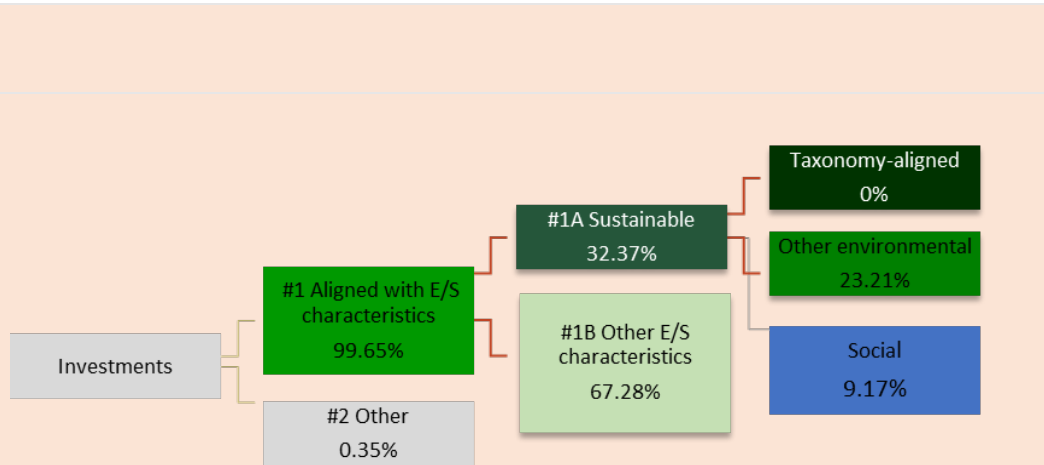 Taxonomy-aligned
0%
#1A Sustainable
32.37%
Other environmental
23.21%
#1 Aligned with E/S
characteristics
99.65%
#1B Other E/S
characteristics
67.28%
Social
9.17%
Investments
#2 Other
0.35%